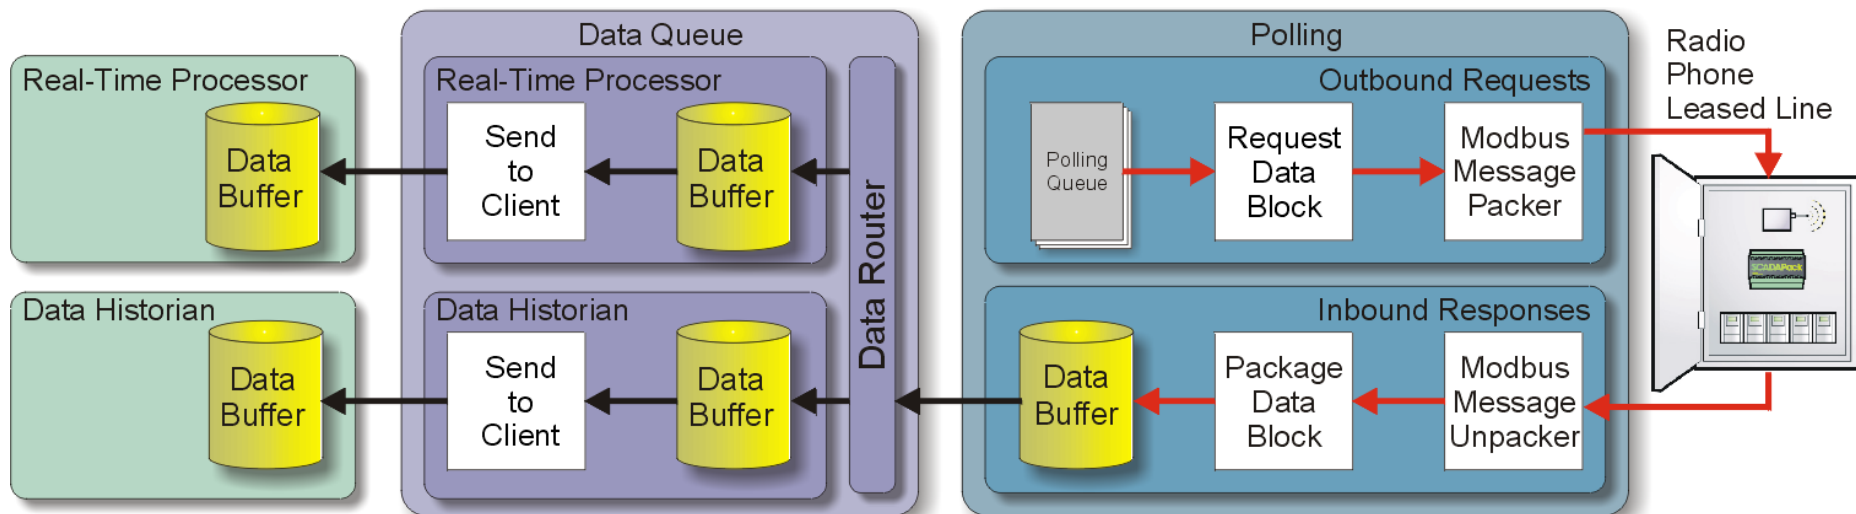 Real-Time Processor
Data
Buffer
Data Historian
Data
Buffer
Data Queue
Real-Time Processor
Send
to
Client
Data
Buffer
Data Historian
Send
to
Client
Data
Buffer
Data Router
Polling
Outbound Requests
Polling
Queue
Request
Data
Block
Modbus
Message
Packer
Inbound Responses
Data
Buffer
Package
Data
Block
Modbus
Message
Unpacker
Radio
Phone
Leased Line
SCADAPack